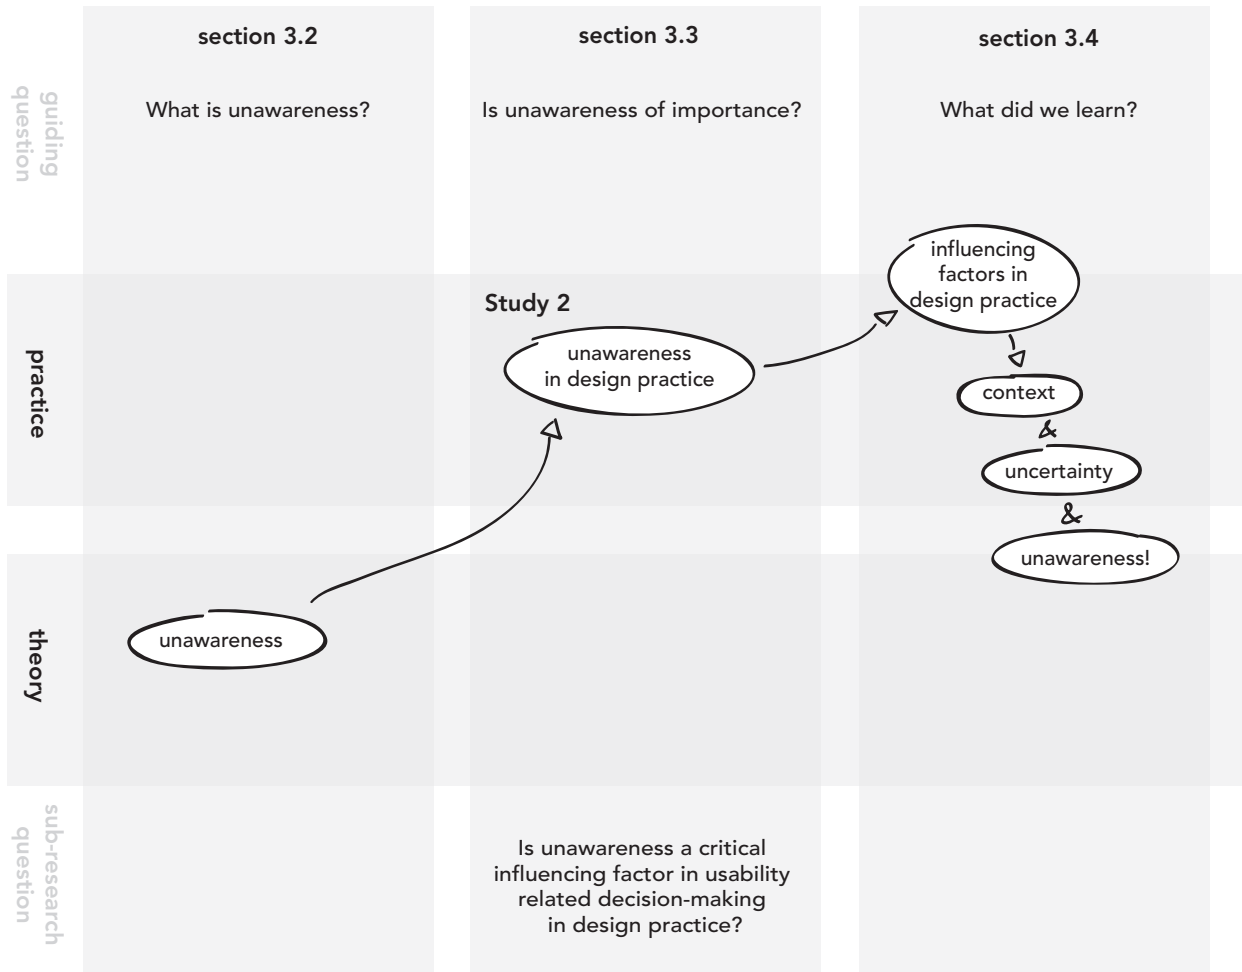 section 3.2
section 3.3
section 3.4
guiding
question
What is unawareness?
Is unawareness of importance?
What did we learn?
influencing
factors in
design practice
practice
Study 2
unawareness
in design practice
context
&
uncertainty
&
unawareness!
theory
unawareness
sub-research
question
Is unawareness a critical
influencing factor in usability
related decision-making
in design practice?